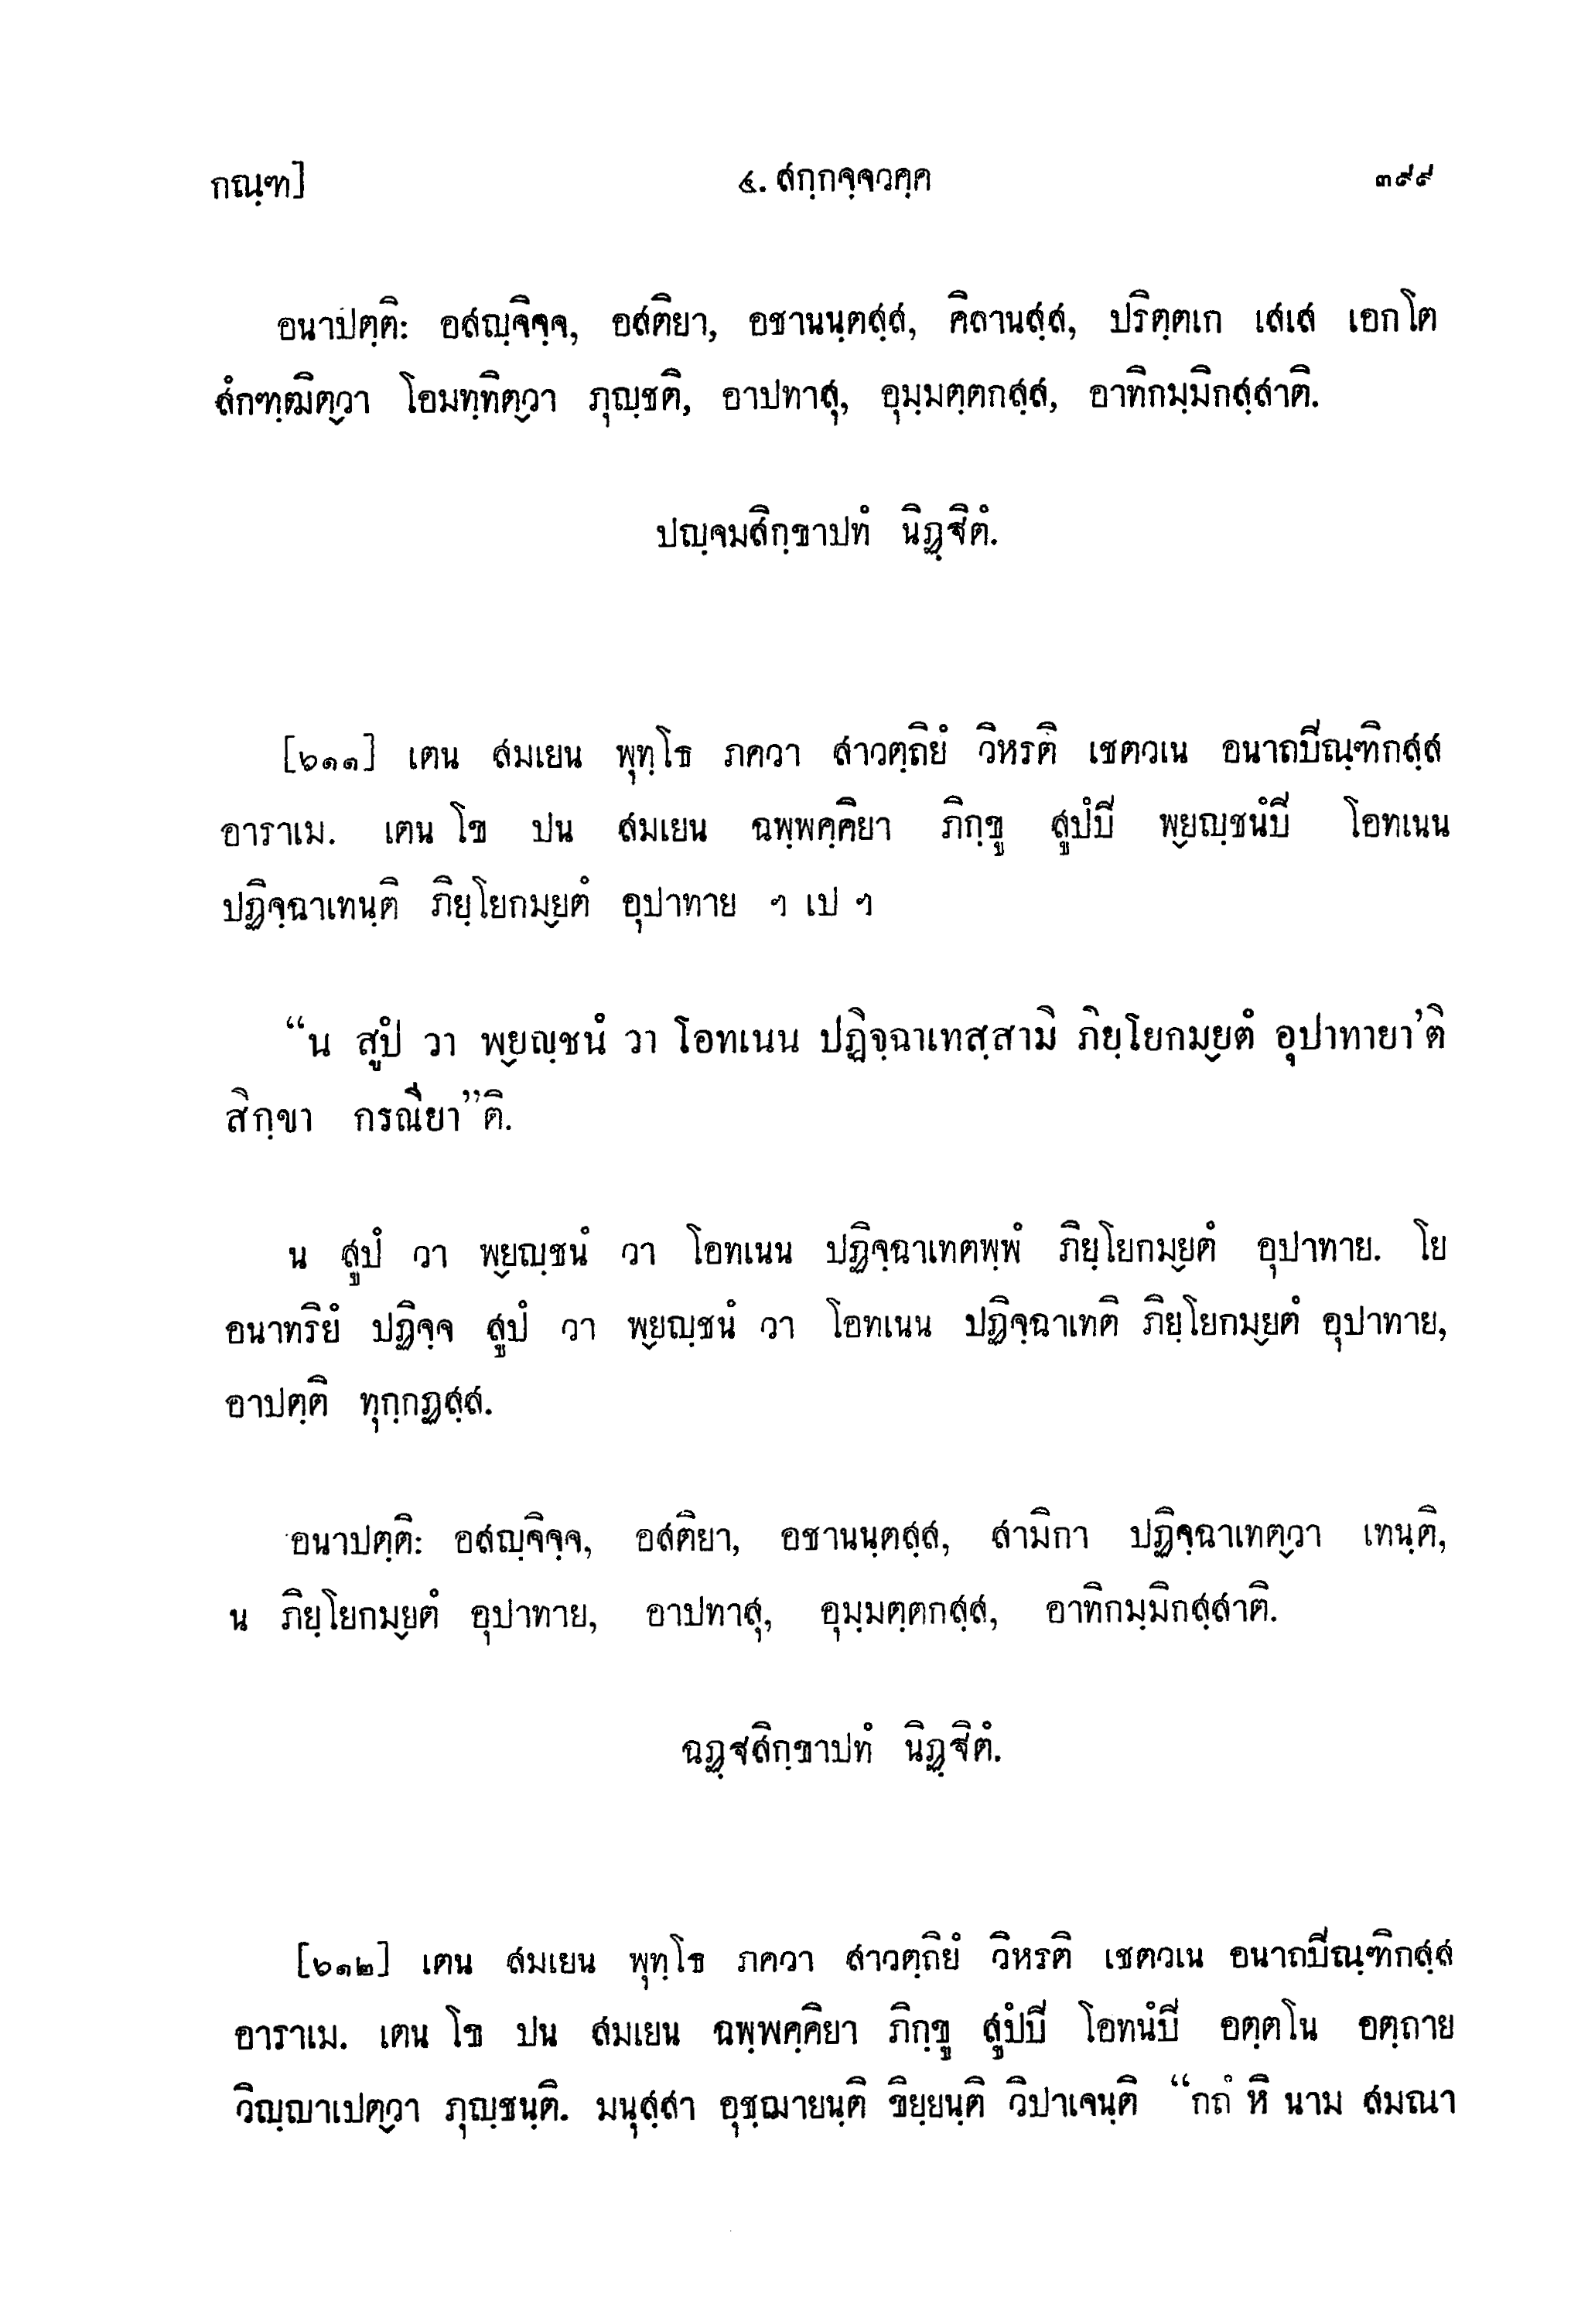 กณฺฑ]
๔. สกฺกจฺจวคฺค
๓๙๙
อนาปตฺติ: อสญฺจิจฺจ, อสติยา, อชานนฺตสฺส, คิลานสฺส, ปริตฺตเก เสเส เอกโต
สํกฑฺฒิตฺวา โอมทฺทิตฺวา ภุญฺชติ, อาปทาสุ, อุมฺมตฺตกสฺส, อาทิกมฺมิกสฺสาติ.
ปญฺจมสิกฺขาปทํ นิฏฺฐิตํ.
[๖๑๑] เตน สมเยน พุทฺโธ ภควา สาวตฺถิยํ วิหรติ เชตวเน อนาถปิณฺฑิกสฺส
อาราเม. เตน โข ปน สมเยน ฉพฺพคฺคิยา ภิกฺขู สูปํปิ พฺยญฺชนํปิ โอทเนน
ปฏิจฺฉาเทนฺติ ภิยฺโยกมฺยตํ อุปาทาย ฯ เป ฯ
“น สูปํ วา พฺยญฺชนํ วา โอทเนน ปฏิจฺฉาเทสฺสามิ ภิยฺโยกมฺยตํ อุปาทายา’ติ
สิกฺขา กรณียา”ติ.
น สูปํ วา พฺยญฺชนํ วา โอทเนน ปฏิจฺฉาเทตพฺพํ ภิยฺโยกมฺยตํ อุปาทาย. โย
อนาทริยํ ปฏิจฺจ สูปํ วา พฺยญฺชนํ วา โอทเนน ปฏิจฺฉาเทติ ภิยฺโยกมฺยตํ อุปาทาย,
อาปตฺติ ทุกฺกฏสฺส.
อนาปตฺติ: อสญฺจิจฺจ, อสติยา, อชานนฺตสฺส, สามิกา ปฏิจฺฉาเทตฺวา เทนฺติ,
น ภิยฺโยกมฺยตํ อุปาทาย, อาปทาสุ, อุมฺมตฺตกสฺส, อาทิกมฺมิกสฺสาติ.
ฉฏฺฐสิกฺขาปทํ นิฏฺฐิตํ.
[๖๑๒] เตน สมเยน พุทฺโธ ภควา สาวตฺถิยํ วิหรติ เชตวเน อนาถปิณฺฑิกสฺส
อาราเม. เตน โข ปน สมเยน ฉพฺพคฺคิยา ภิกฺขู สูปํปิ โอทนํปิ อตฺตโน อตฺถาย
วิญฺญาเปตฺวา ภุญฺชนฺติ. มนุสฺสา อุชฺฌายนฺติ ขิยฺยนฺติ วิปาเจนฺติ “กถํ หิ นาม สมณา